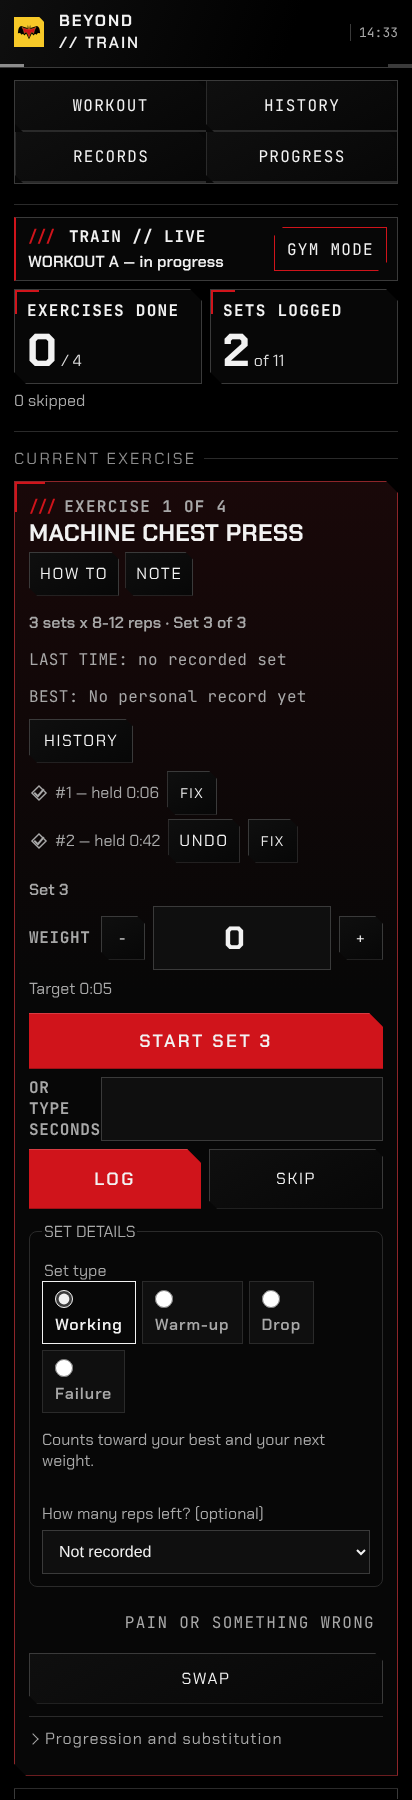 BEYOND
// TRAIN
14:33
WORKOUT
HISTORY
RECORDS
PROGRESS
/// TRAIN // LIVE
WORKOUT A — in progress
GYM MODE
EXERCISES DONE
0 / 4
SETS LOGGED
2 of 11
0 skipped
CURRENT EXERCISE
/// EXERCISE 1 OF 4
MACHINE CHEST PRESS
HOW TO
NOTE
3 sets x 8-12 reps · Set 3 of 3
LAST TIME: no recorded set
BEST: No personal record yet
HISTORY
#1 — held 0:06 FIX
#2 — held 0:42 UNDO FIX
Set 3
WEIGHT - 0 +
Target 0:05
START SET 3
OR
TYPE
SECONDS
LOG
SKIP
SET DETAILS
Set type
Working
Warm-up
Drop
Failure
Counts toward your best and your next
weight.
How many reps left? (optional)
Not recorded
PAIN OR SOMETHING WRONG
SWAP
> Progression and substitution